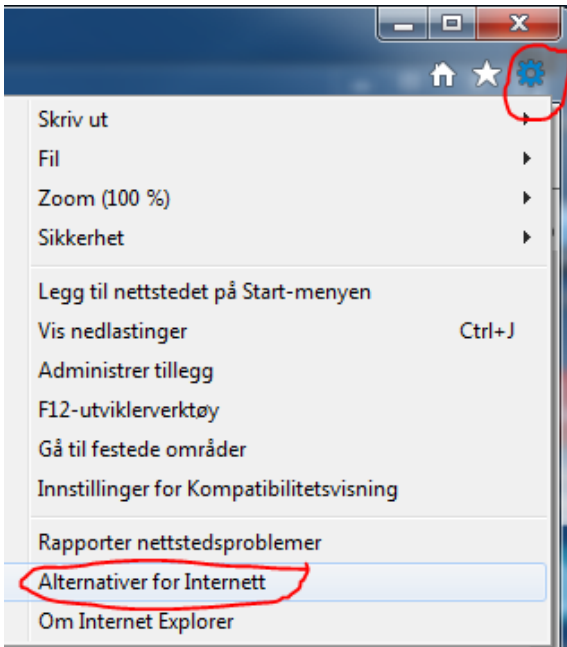 Skriv ut
Fil
Zoom (100 %)
Sikkerhet
Legg til nettstedet på Start-menyen
Vis nedlastinger Ctrl+J
Administrer tillegg
F12-utviklerverktøy
Gå til festede områder
Innstillinger for Kompatibilitetsvisning
Rapporter nettstedsproblemer
Alternativer for Internett
Om Internet Explorer